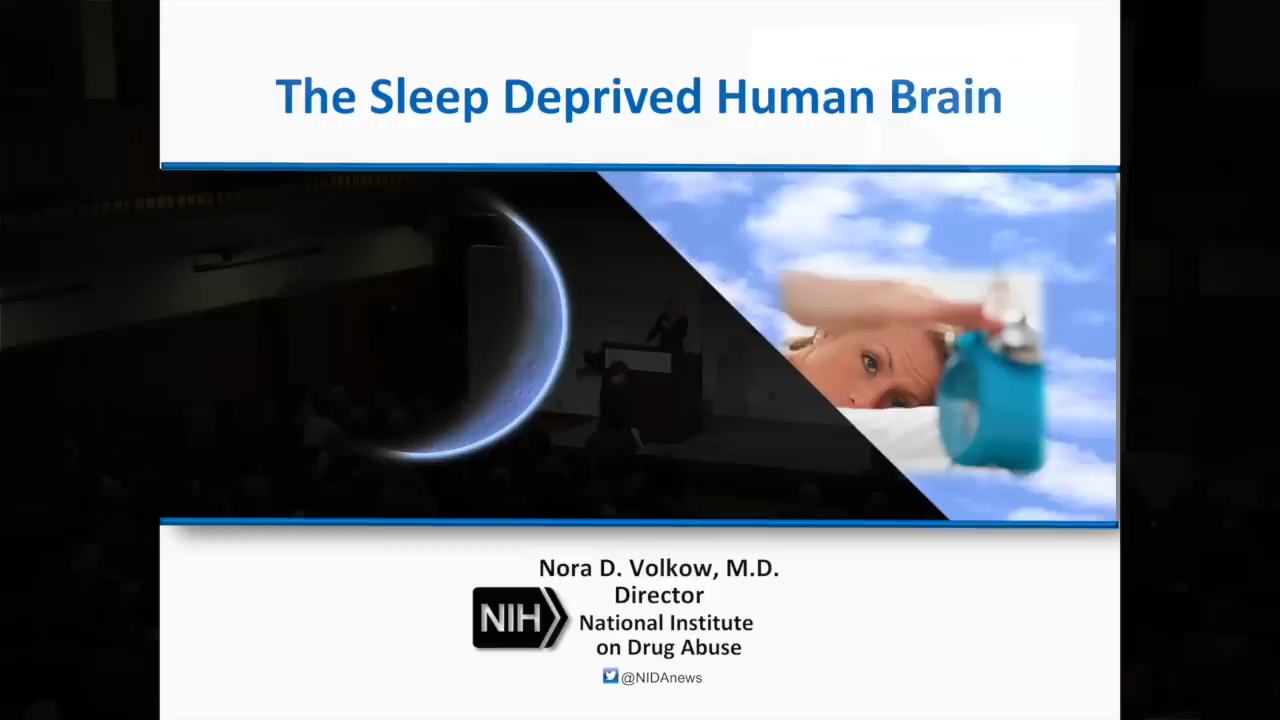 The Sleep Deprived Human Brain
Nora D. Volkow, M.D.
Director
NIH
National Institute
on Drug Abuse
@NIDAnews